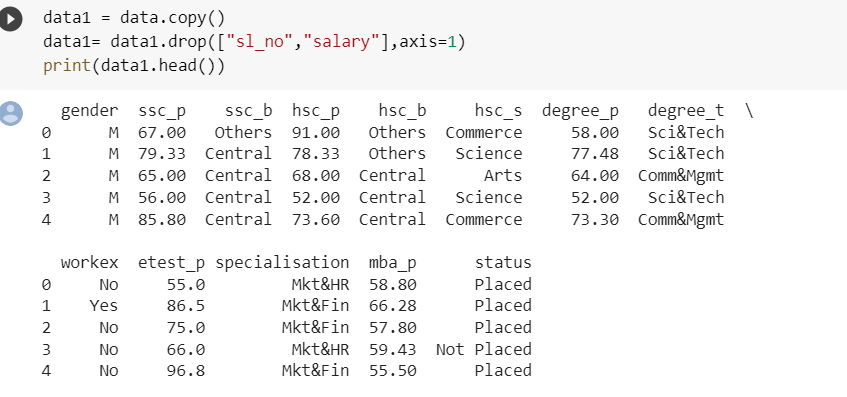 data1 = data.copy()
data1= data1.drop(["sl_no","salary"],axis=1)
print(data1.head())
gender ssc_p ssc_b hsc_p hsc_b hsc_s degree_p degree_t \
0 M 67.00 Others 91.00 Others Commerce 58.00 Sci&Tech
1 M 79.33 Central 78.33 Others Science 77.48 Sci&Tech
2 M 65.00 Central 68.00 Central Arts 64.00 Comm&Mgmt
3 M 56.00 Central 52.00 Central Science 52.00 Sci&Tech
4 M 85.80 Central 73.60 Central Commerce 73.30 Comm&Mgmt
workex etest_p specialisation mba_p status
0 No 55.0 Mkt&HR 58.80 Placed
1 Yes 86.5 Mkt&Fin 66.28 Placed
2 No 75.0 Mkt&Fin 57.80 Placed
3 No 66.0 Mkt&HR 59.43 Not Placed
4 No 96.8 Mkt&Fin 55.50 Placed